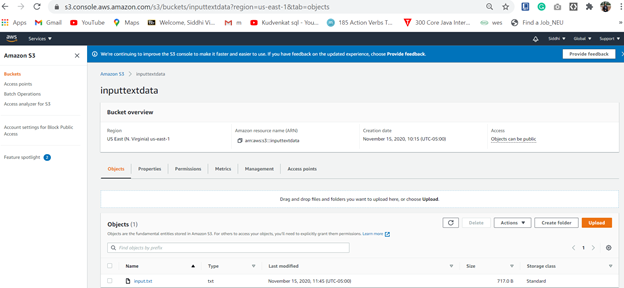 s3.console.aws.amazon.com/s3/buckets/inputtextdata?region=us-east-1&tab=objects
Apps Gmail YouTube Maps Welcome, Siddhi Vi... Imported Kudvenkat sql - You... 185 Action Verbs T... 300 Core Java Inter... wes Find a Job_NEU »
aws Services Siddhi Global Support
Amazon S3
We're continuing to improve the S3 console to make it faster and easier to use. If you have feedback on the updated experience, choose Provide feedback. Provide feedback
Buckets
Access points
Batch Operations
Access analyzer for S3
Account settings for Block Public
Access
Feature spotlight 2
Amazon S3 > inputtextdata
inputtextdata
Bucket overview
Region
US East (N. Virginia) us-east-1
Amazon resource name (ARN)
arn:aws:s3:::inputtextdata
Creation date
November 15, 2020, 10:15 (UTC-05:00)
Access
Objects can be public
Objects Properties Permissions Metrics Management Access points
Drag and drop files and folders you want to upload here, or choose Upload.
Objects (1)
Delete Actions Create folder Upload
Objects are the fundamental entities stored in Amazon S3. For others to access your objects, you'll need to explicitly grant them permissions. Learn more
Find objects by prefix
1
Name Type Last modified Size Storage class
input.txt txt November 15, 2020, 11:45 (UTC-05:00) 717.0 B Standard